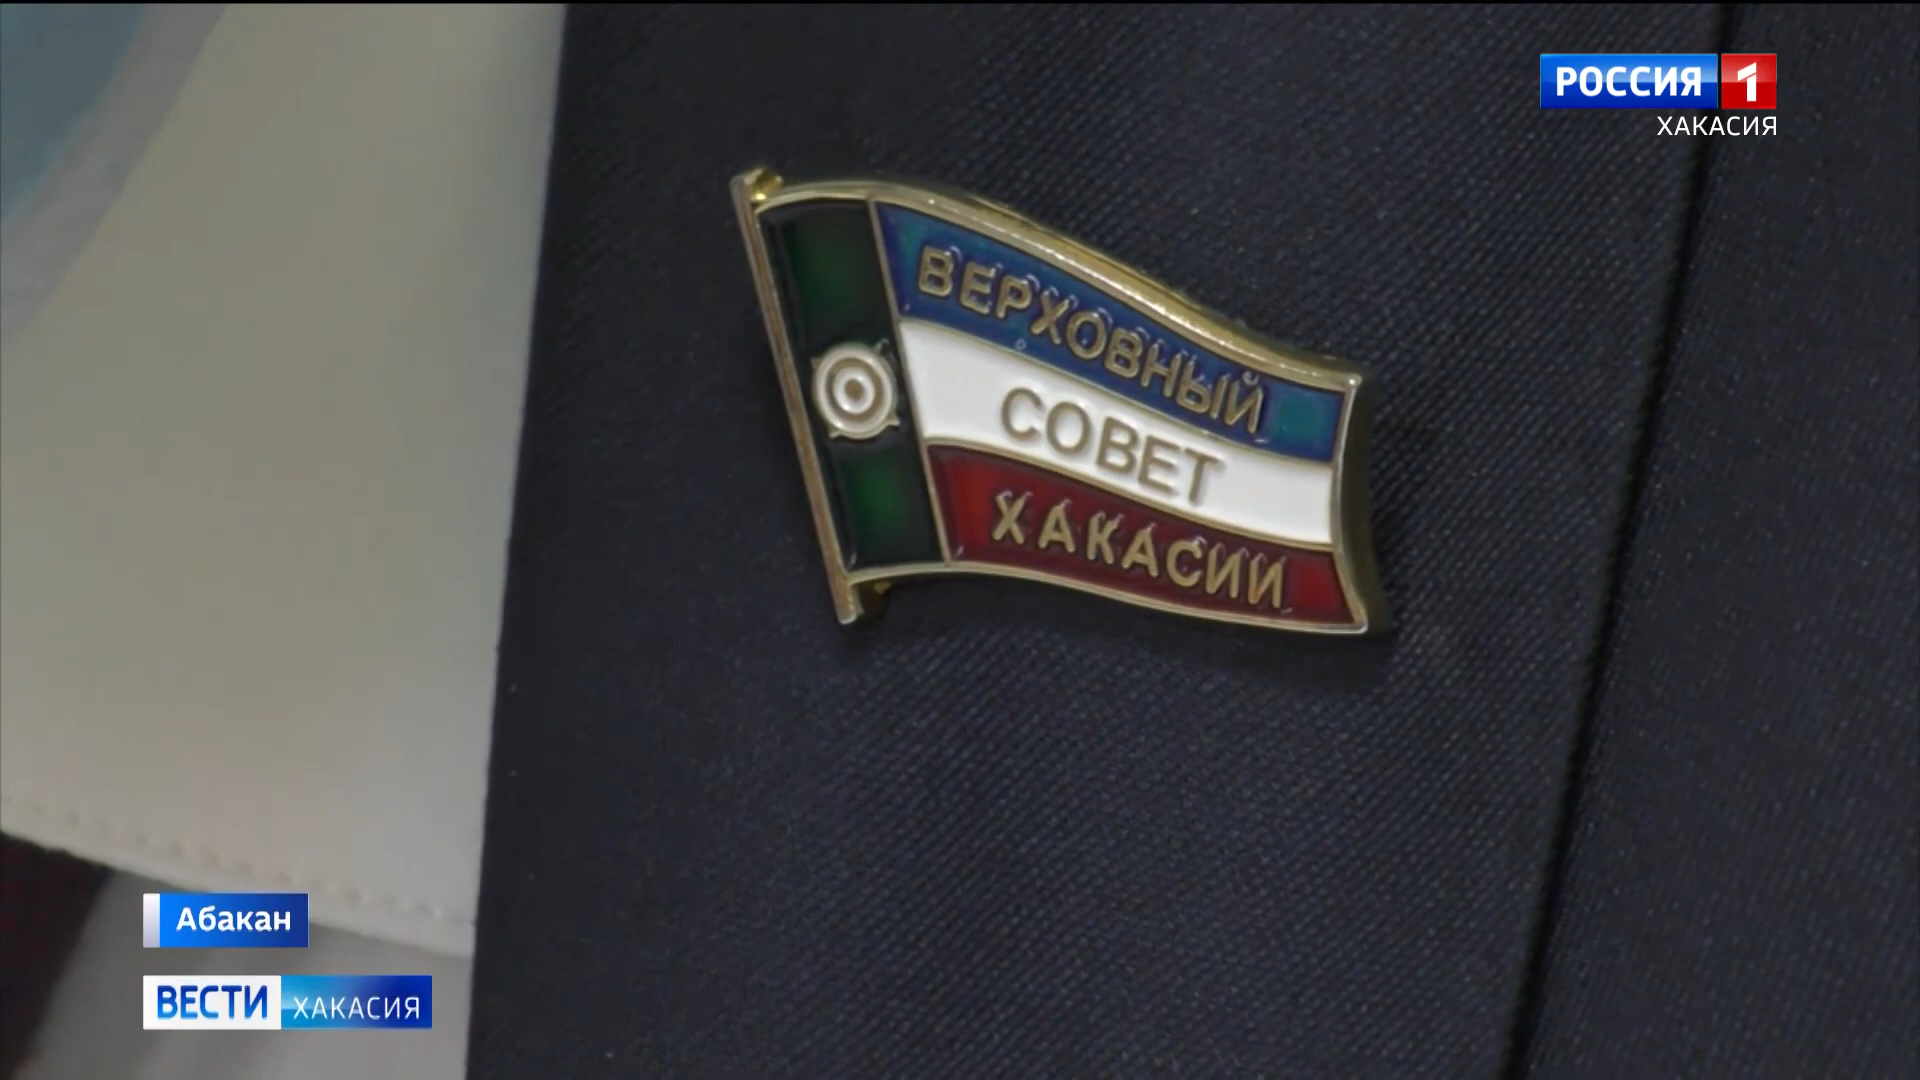 РОССИЯ 1
ХАКАСИЯ
ВЕРХОВНЫЙ
СОВЕТ
ХАКАСИИ
Абакан
ВЕСТИ ХАКАСИЯ